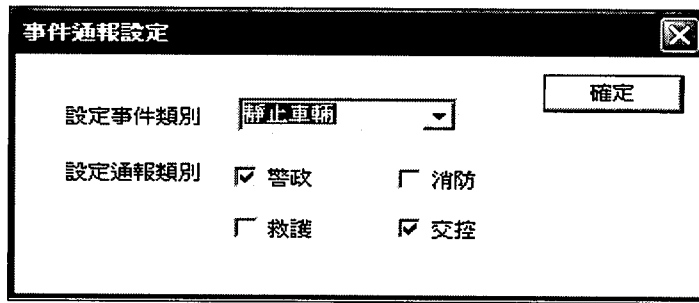 事件通報設定
確定
設定事件類別 靜止車輛
設定通報類別 警政 消防
救護 交控